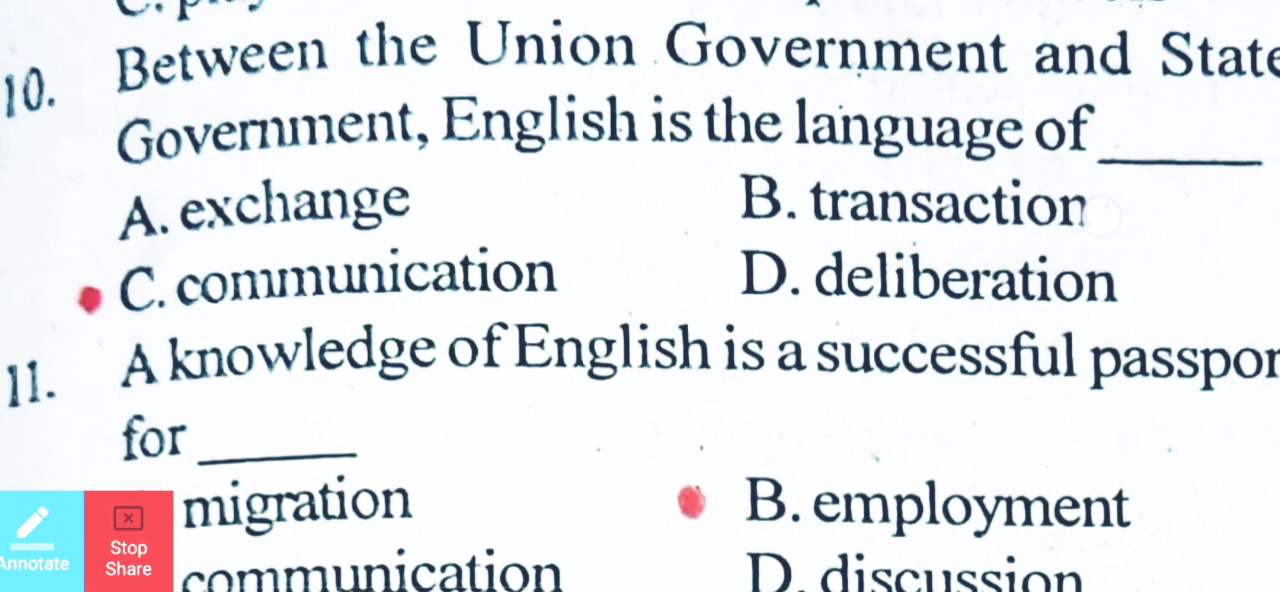 10. Between the Union Government and State
Government, English is the language of ______
A. exchange B. transaction
C. communication D. deliberation
11. A knowledge of English is a successful passpor
for ______
migration B. employment
communication D. discussion
Annotate
Stop
Share